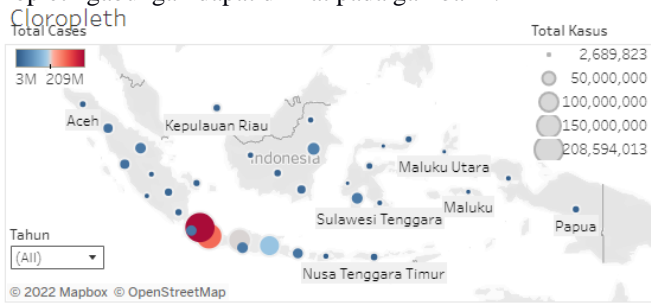 Cloropleth
Total Cases
3M 209M
Total Kasus
2,689,823
50,000,000
100,000,000
150,000,000
208,594,013
Aceh
Kepulauan Riau
Indonesia
Maluku Utara
Sulawesi Tenggara
Maluku
Papua
Nusa Tenggara Timur
Tahun
(All)
© 2022 Mapbox © OpenStreetMap